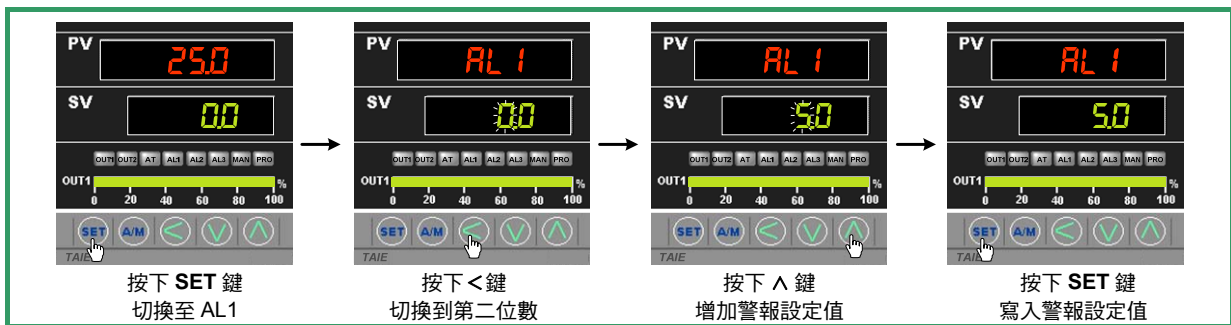 PV
25.0
SV
0.0
OUT1 OUT2 AT AL1 AL2 AL3 MAN PRO
OUT1
%
0 20 40 60 80 100
SET A/M < ∨ ∧
TAIE
按下 SET 鍵
切換至 AL1
PV
AL1
SV
0.0
OUT1 OUT2 AT AL1 AL2 AL3 MAN PRO
OUT1
%
0 20 40 60 80 100
SET A/M < ∨ ∧
TAIE
按下 < 鍵
切換到第二位數
PV
AL1
SV
5.0
OUT1 OUT2 AT AL1 AL2 AL3 MAN PRO
OUT1
%
0 20 40 60 80 100
SET A/M < ∨ ∧
TAIE
按下 ∧ 鍵
增加警報設定值
PV
AL1
SV
5.0
OUT1 OUT2 AT AL1 AL2 AL3 MAN PRO
OUT1
%
0 20 40 60 80 100
SET A/M < ∨ ∧
TAIE
按下 SET 鍵
寫入警報設定值